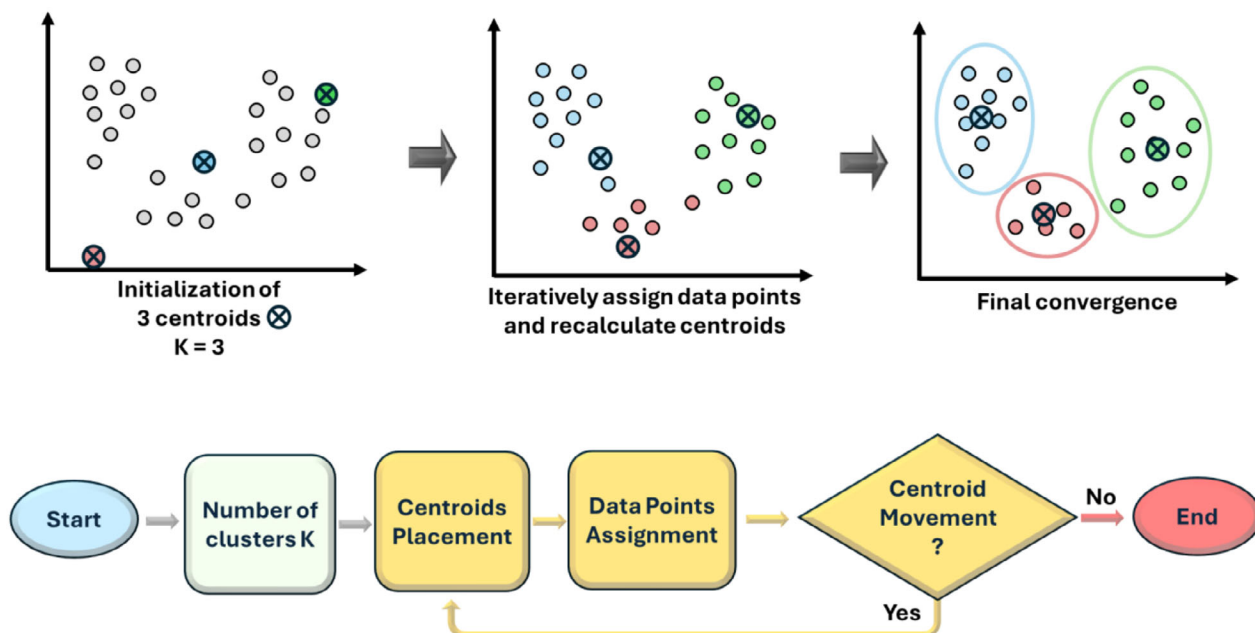 Initialization of
3 centroids
K = 3
Iteratively assign data points
and recalculate centroids
Final convergence
Start
Number of
clusters K
Centroids
Placement
Data Points
Assignment
Centroid
Movement
?
No
End
Yes